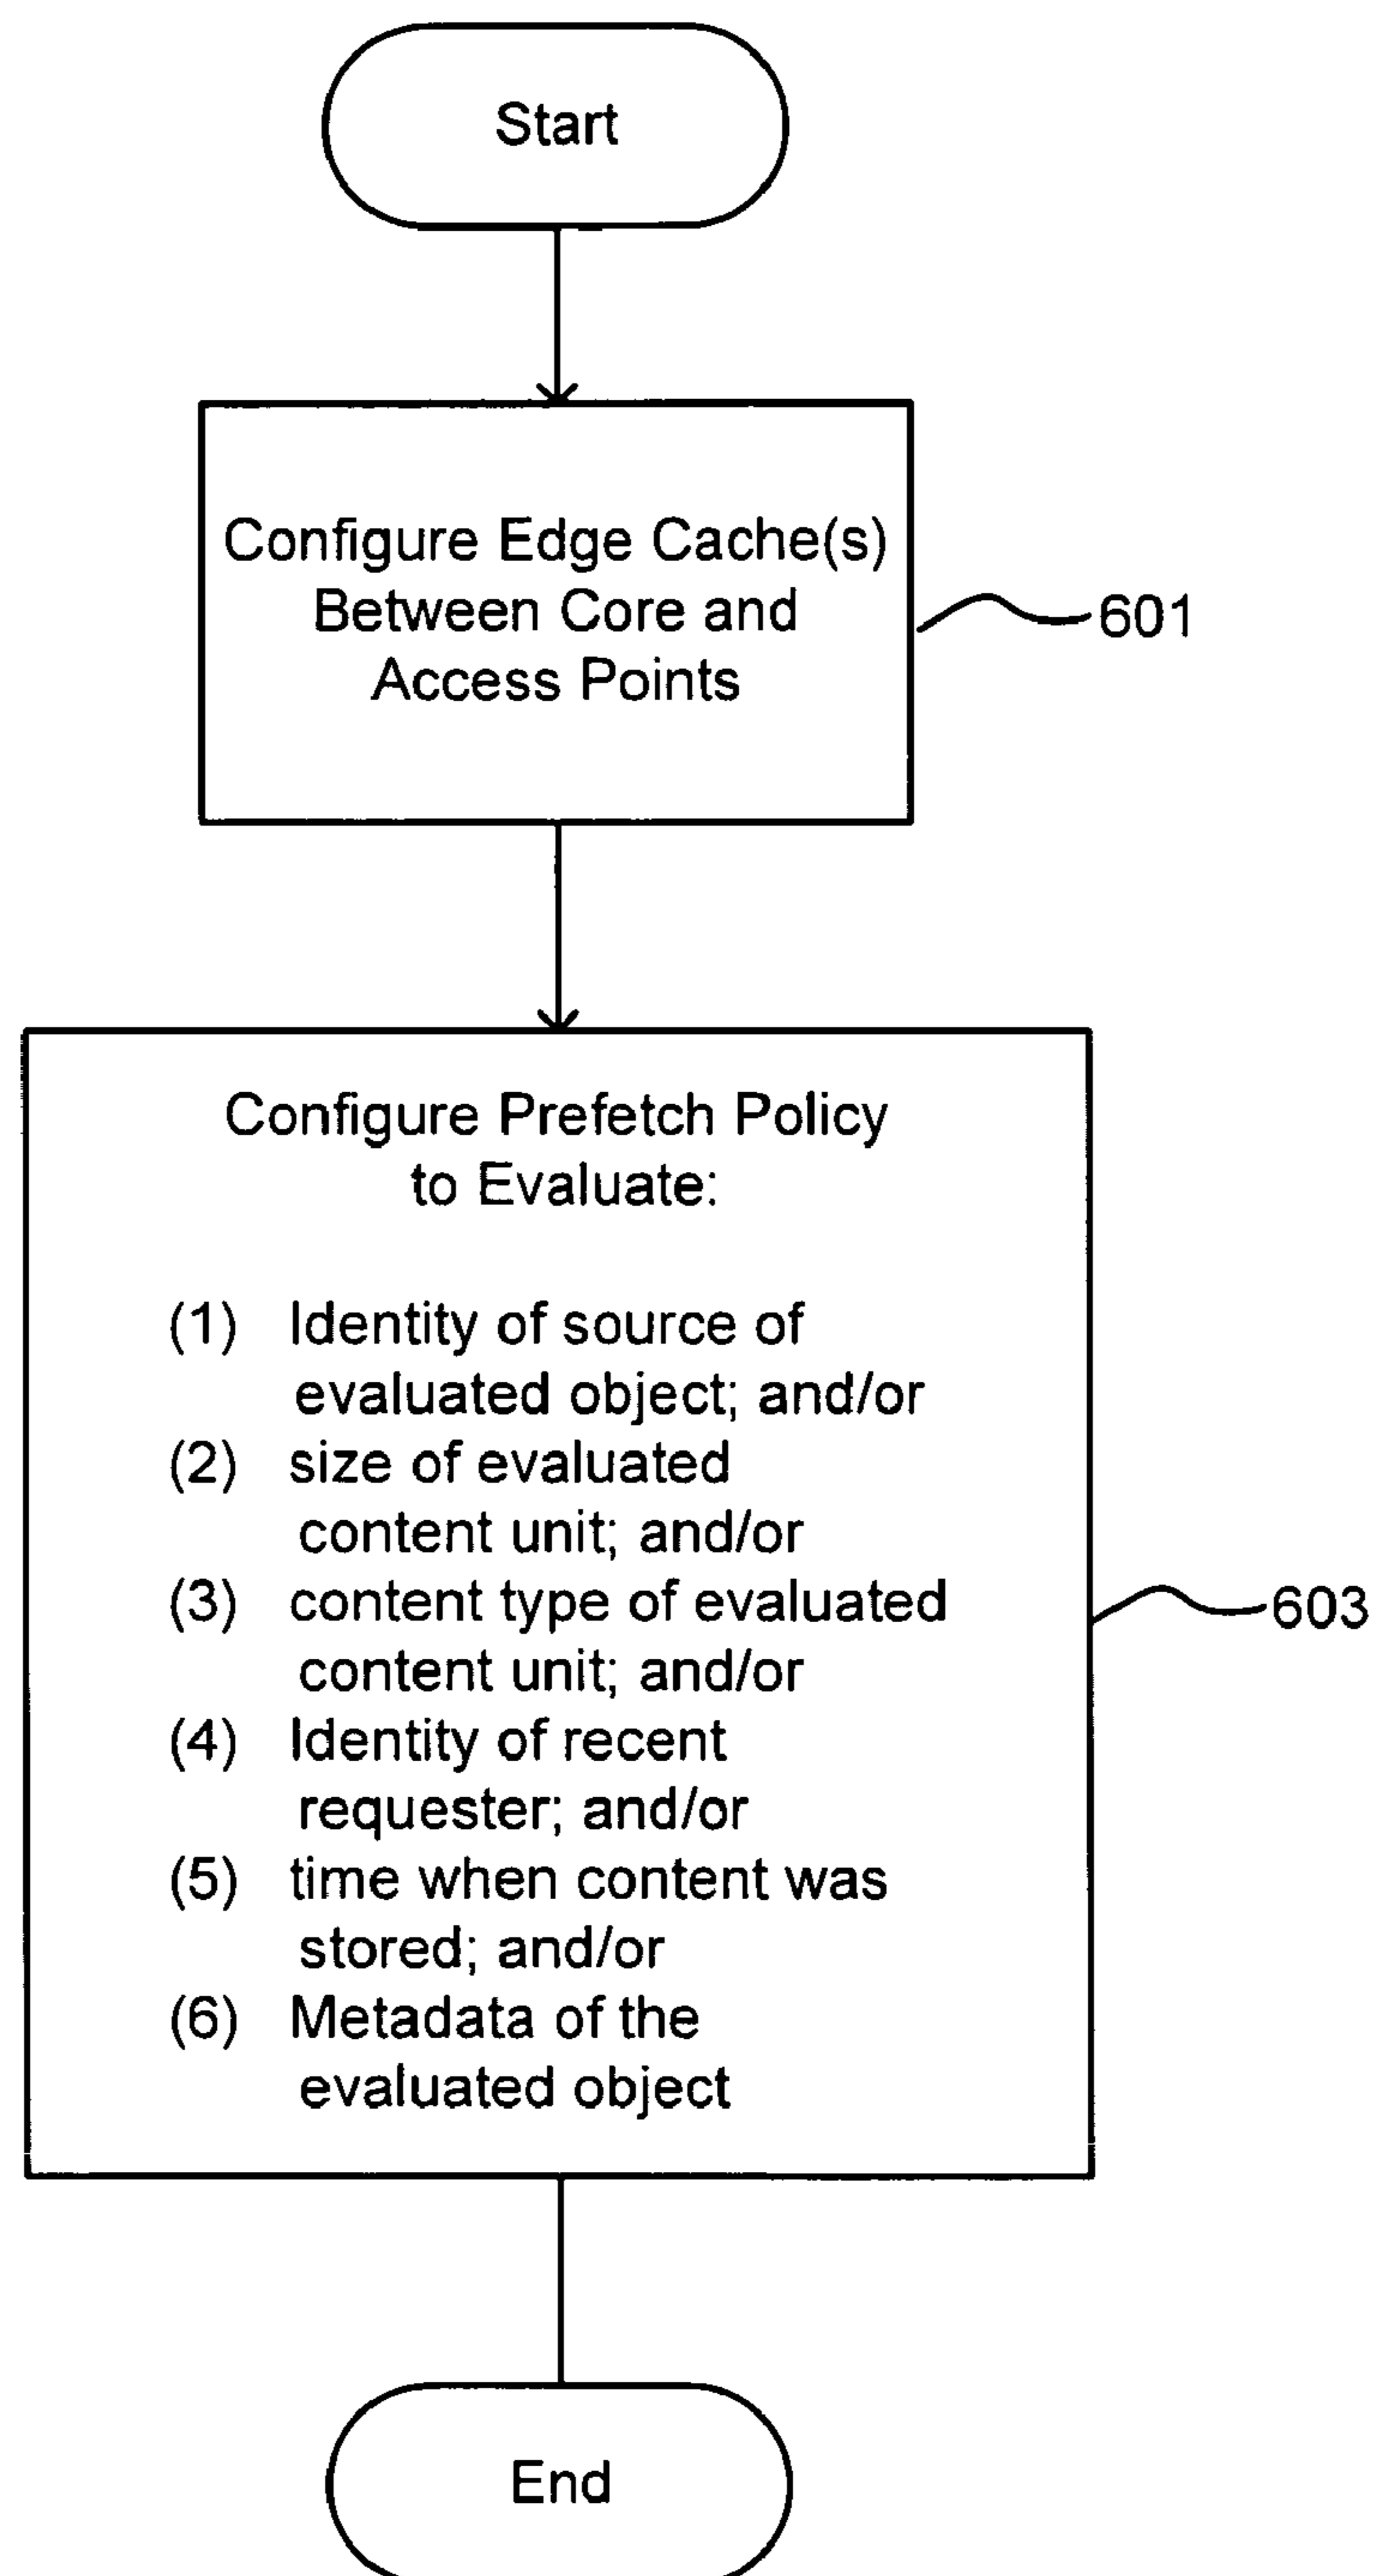 Start
Configure Edge Cache(s)
Between Core and
Access Points
601
Configure Prefetch Policy
to Evaluate:
(1) Identity of source of
evaluated object; and/or
(2) size of evaluated
content unit; and/or
(3) content type of evaluated
content unit; and/or
(4) Identity of recent
requester; and/or
(5) time when content was
stored; and/or
(6) Metadata of the
evaluated object
603
End